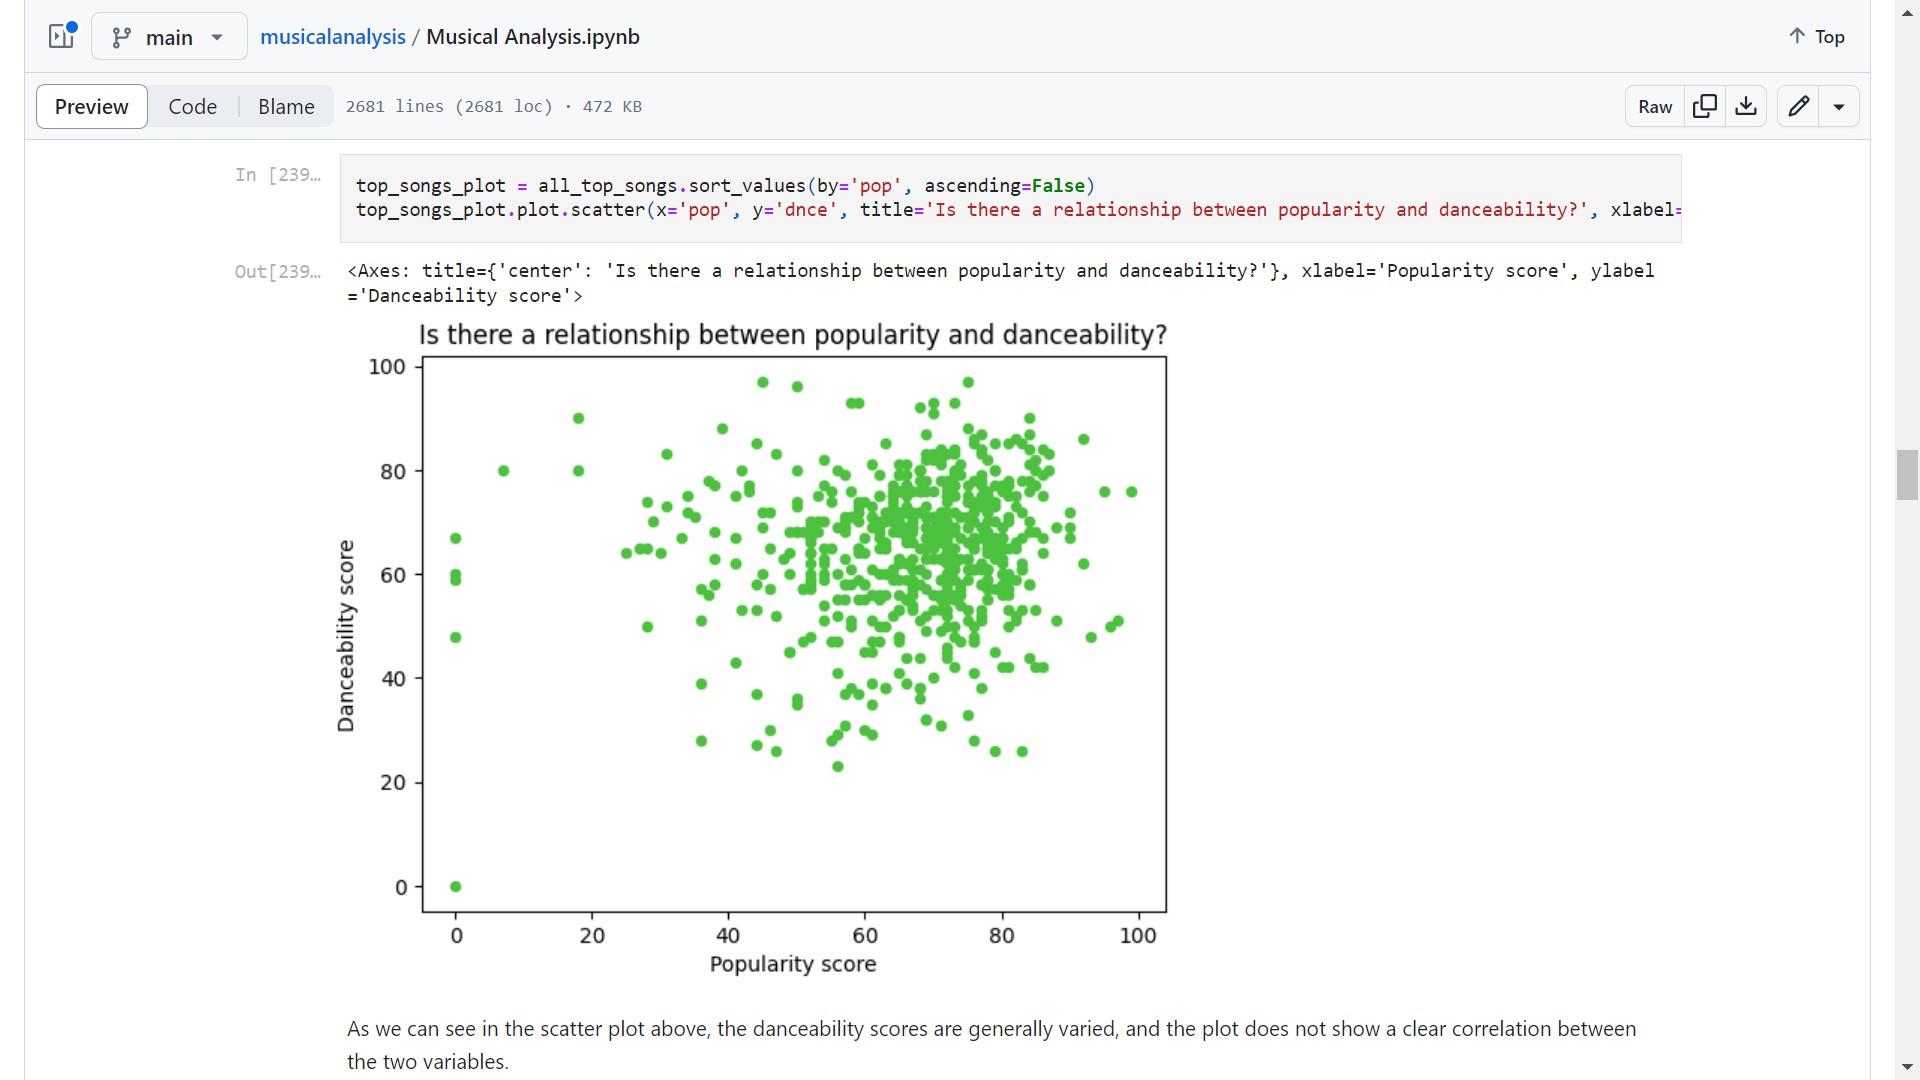 main
musicalanalysis / Musical Analysis.ipynb
Top
Preview
Code
Blame
2681 lines (2681 loc) · 472 KB
Raw
In [239…
top_songs_plot = all_top_songs.sort_values(by='pop', ascending=False)
top_songs_plot.plot.scatter(x='pop', y='dnce', title='Is there a relationship between popularity and danceability?', xlabel=
Out[239…
<Axes: title={'center': 'Is there a relationship between popularity and danceability?'}, xlabel='Popularity score', ylabel
='Danceability score'>
Is there a relationship between popularity and danceability?
100
80
60
40
20
0
Danceability score
0 20 40 60 80 100
Popularity score
As we can see in the scatter plot above, the danceability scores are generally varied, and the plot does not show a clear correlation between
the two variables.